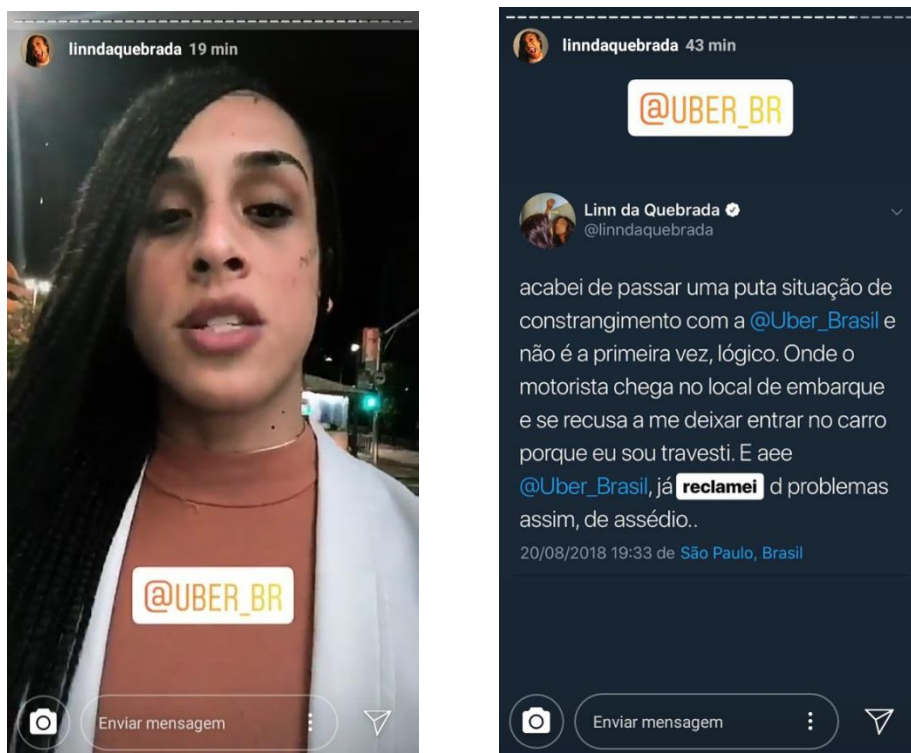 linndaquebrada 19 min
@UBER_BR
Enviar mensagem
linndaquebrada 43 min
@UBER_BR
Linn da Quebrada
@linndaquebrada
acabei de passar uma puta situação de
constrangimento com a @Uber_Brasil e
não é a primeira vez, lógico. Onde o
motorista chega no local de embarque
e se recusa a me deixar entrar no carro
porque eu sou travesti. E aee
@Uber_Brasil, já reclamei d problemas
assim, de assédio..
20/08/2018 19:33 de São Paulo, Brasil
Enviar mensagem